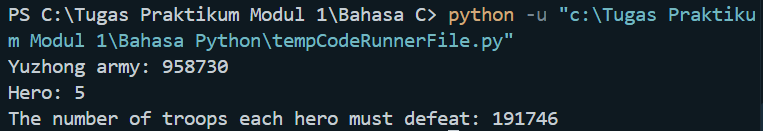 PS C:\Tugas Praktikum Modul 1\Bahasa C> python -u "c:\Tugas Praktiku
m Modul 1\Bahasa Python\tempCodeRunnerFile.py"
Yuzhong army: 958730
Hero: 5
The number of troops each hero must defeat: 191746